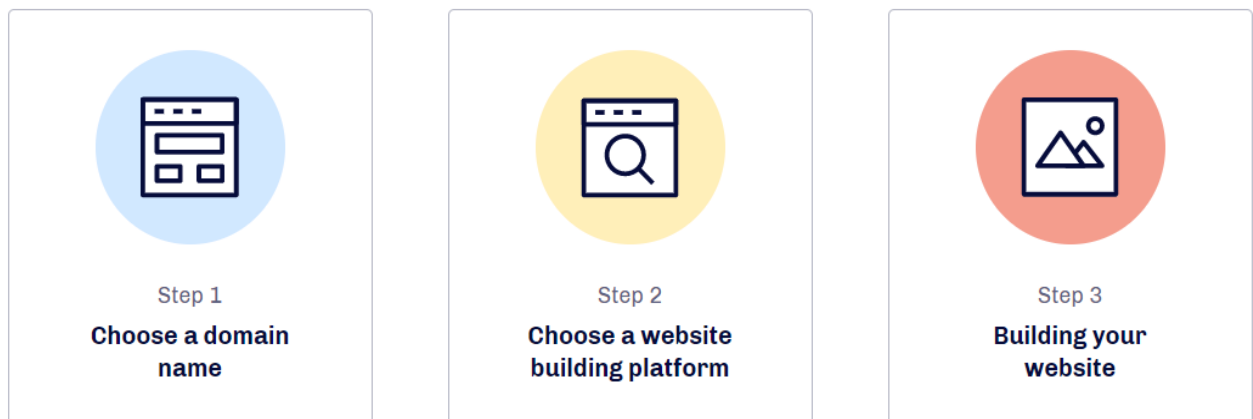 Step 1
Choose a domain
name
Step 2
Choose a website
building platform
Step 3
Building your
website